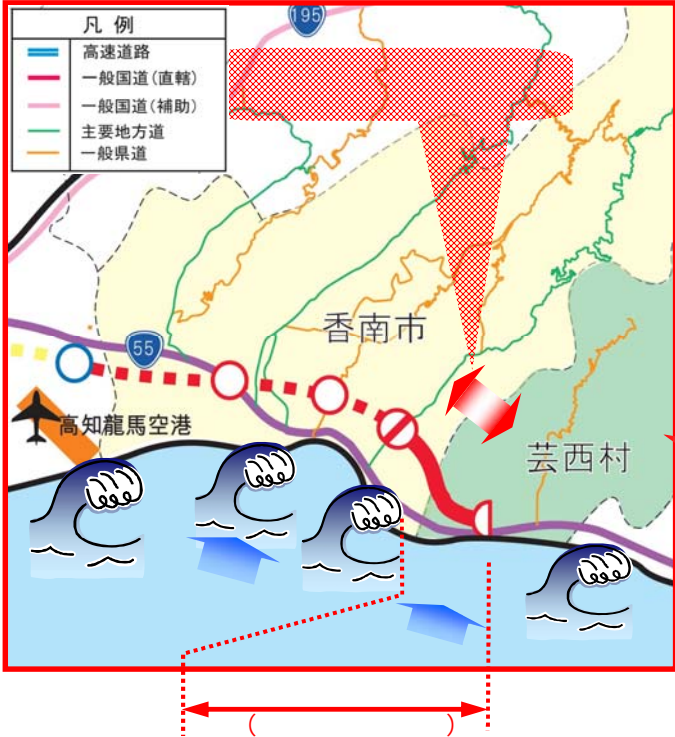 凡例
高速道路
一般国道(直轄)
一般国道(補助)
主要地方道
一般県道
195
香南市
55
高知龍馬空港
芸西村
(　　　　　　)